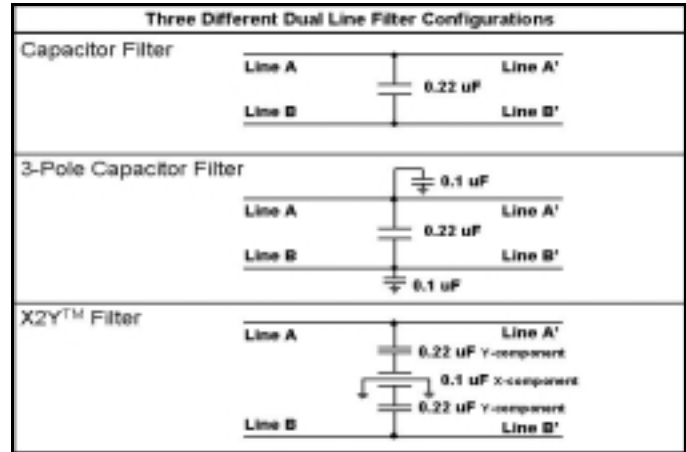 Three Different Dual Line Filter Configurations
Capacitor Filter
Line A
Line A'
0.22 uF
Line B
Line B'
3-Pole Capacitor Filter
0.1 uF
Line A
Line A'
0.22 uF
Line B
Line B'
0.1 uF
X2Y™ Filter
Line A
Line A'
0.22 uF Y-component
0.1 uF X-component
0.22 uF Y-component
Line B
Line B'